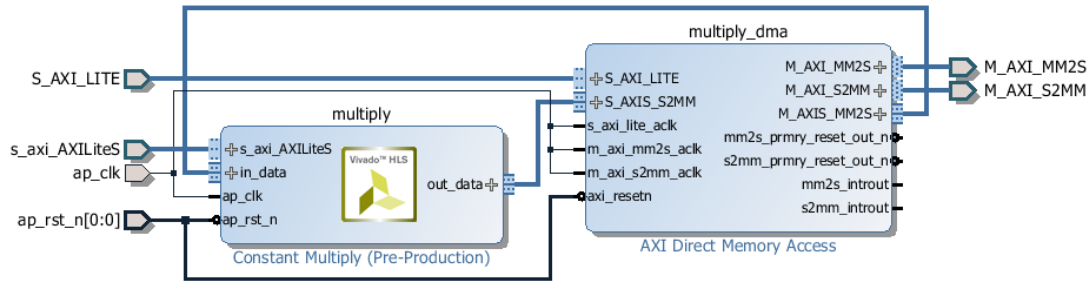 multiply_dma
S_AXI_LITE
s_axi_AXILiteS
ap_clk
ap_rst_n[0:0]
multiply
s_axi_AXILiteS
in_data
ap_clk
ap_rst_n
Vivado™ HLS
out_data
Constant Multiply (Pre-Production)
S_AXI_LITE
S_AXIS_S2MM
s_axi_lite_aclk
m_axi_mm2s_aclk
m_axi_s2mm_aclk
axi_resetn
M_AXI_MM2S
M_AXI_S2MM
M_AXIS_MM2S
mm2s_prmry_reset_out_n
s2mm_prmry_reset_out_n
mm2s_introut
s2mm_introut
AXI Direct Memory Access
M_AXI_MM2S
M_AXI_S2MM